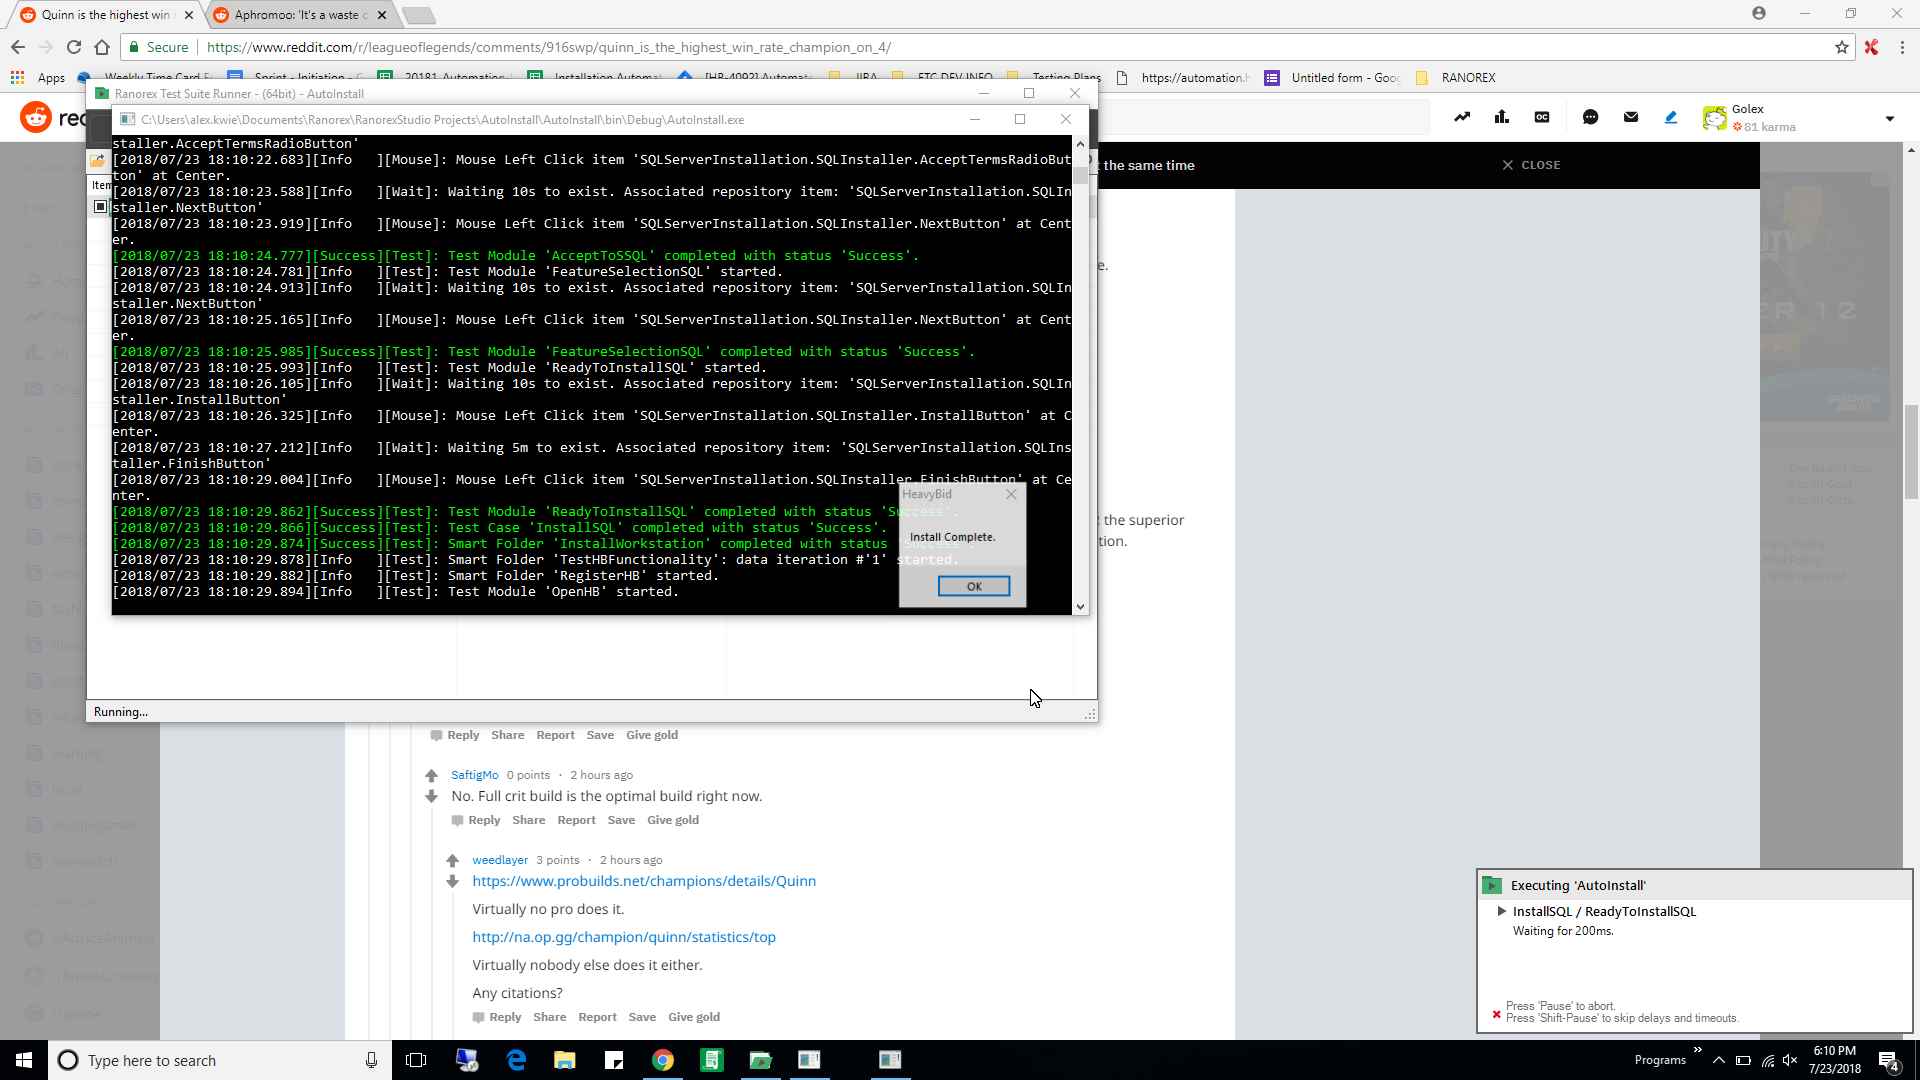 Quinn is the highest win
Aphromoo: 'It's a waste
Secure
https://www.reddit.com/r/leagueoflegends/comments/916swp/quinn_is_the_highest_win_rate_champion_on_4/
Apps
Weekly Time Card
Sprint - Initiation -
20181 Automation
Installation Automa
[HB-4092] Automat
JIRA
ETC DEV INFO
Testing Plans
https://automation.h
Untitled form - Goo
RANOREX
Ranorex Test Suite Runner - (64bit) - AutoInstall
C:\Users\alex.kwie\Documents\Ranorex\RanorexStudio Projects\AutoInstall\AutoInstall\bin\Debug\AutoInstall.exe
Golex
81 karma
Item
t the same time
CLOSE
staller.AcceptTermsRadioButton'
[2018/07/23 18:10:22.683][Info   ][Mouse]: Mouse Left Click item 'SQLServerInstallation.SQLInstaller.AcceptTermsRadioBut
ton' at Center.
[2018/07/23 18:10:23.588][Info   ][Wait]: Waiting 10s to exist. Associated repository item: 'SQLServerInstallation.SQLIn
staller.NextButton'
[2018/07/23 18:10:23.919][Info   ][Mouse]: Mouse Left Click item 'SQLServerInstallation.SQLInstaller.NextButton' at Cent
er.
[2018/07/23 18:10:24.777][Success][Test]: Test Module 'AcceptToSSQL' completed with status 'Success'.
[2018/07/23 18:10:24.781][Info   ][Test]: Test Module 'FeatureSelectionSQL' started.
[2018/07/23 18:10:24.913][Info   ][Wait]: Waiting 10s to exist. Associated repository item: 'SQLServerInstallation.SQLIn
staller.NextButton'
[2018/07/23 18:10:25.165][Info   ][Mouse]: Mouse Left Click item 'SQLServerInstallation.SQLInstaller.NextButton' at Cent
er.
[2018/07/23 18:10:25.985][Success][Test]: Test Module 'FeatureSelectionSQL' completed with status 'Success'.
[2018/07/23 18:10:25.993][Info   ][Test]: Test Module 'ReadyToInstallSQL' started.
[2018/07/23 18:10:26.105][Info   ][Wait]: Waiting 10s to exist. Associated repository item: 'SQLServerInstallation.SQLIn
staller.InstallButton'
[2018/07/23 18:10:26.325][Info   ][Mouse]: Mouse Left Click item 'SQLServerInstallation.SQLInstaller.InstallButton' at C
enter.
[2018/07/23 18:10:27.212][Info   ][Wait]: Waiting 5m to exist. Associated repository item: 'SQLServerInstallation.SQLIns
taller.FinishButton'
[2018/07/23 18:10:29.004][Info   ][Mouse]: Mouse Left Click item 'SQLServerInstallation.SQLInstaller.FinishButton' at Ce
nter.
[2018/07/23 18:10:29.862][Success][Test]: Test Module 'ReadyToInstallSQL' completed with status 'Success'.
[2018/07/23 18:10:29.866][Success][Test]: Test Case 'InstallSQL' completed with status 'Success'.
[2018/07/23 18:10:29.874][Success][Test]: Smart Folder 'InstallWorkstation' completed with status
[2018/07/23 18:10:29.878][Info   ][Test]: Smart Folder 'TestHBFunctionality': data iteration #'1' started.
[2018/07/23 18:10:29.882][Info   ][Test]: Smart Folder 'RegisterHB' started.
[2018/07/23 18:10:29.894][Info   ][Test]: Test Module 'OpenHB' started.
HeavyBid
Install Complete.
OK
e.
t the superior
tion.
Running...
Reply Share Report Save Give gold
SaftigMo 0 points · 2 hours ago
No. Full crit build is the optimal build right now.
Reply Share Report Save Give gold
weedlayer 3 points · 2 hours ago
https://www.probuilds.net/champions/details/Quinn
Virtually no pro does it.
http://na.op.gg/champion/quinn/statistics/top
Virtually nobody else does it either.
Any citations?
Reply Share Report Save Give gold
Executing 'AutoInstall'
InstallSQL / ReadyToInstallSQL
Waiting for 200ms.
Press 'Pause' to abort.
Press 'Shift-Pause' to skip delays and timeouts.
Type here to search
Programs
6:10 PM
7/23/2018
4